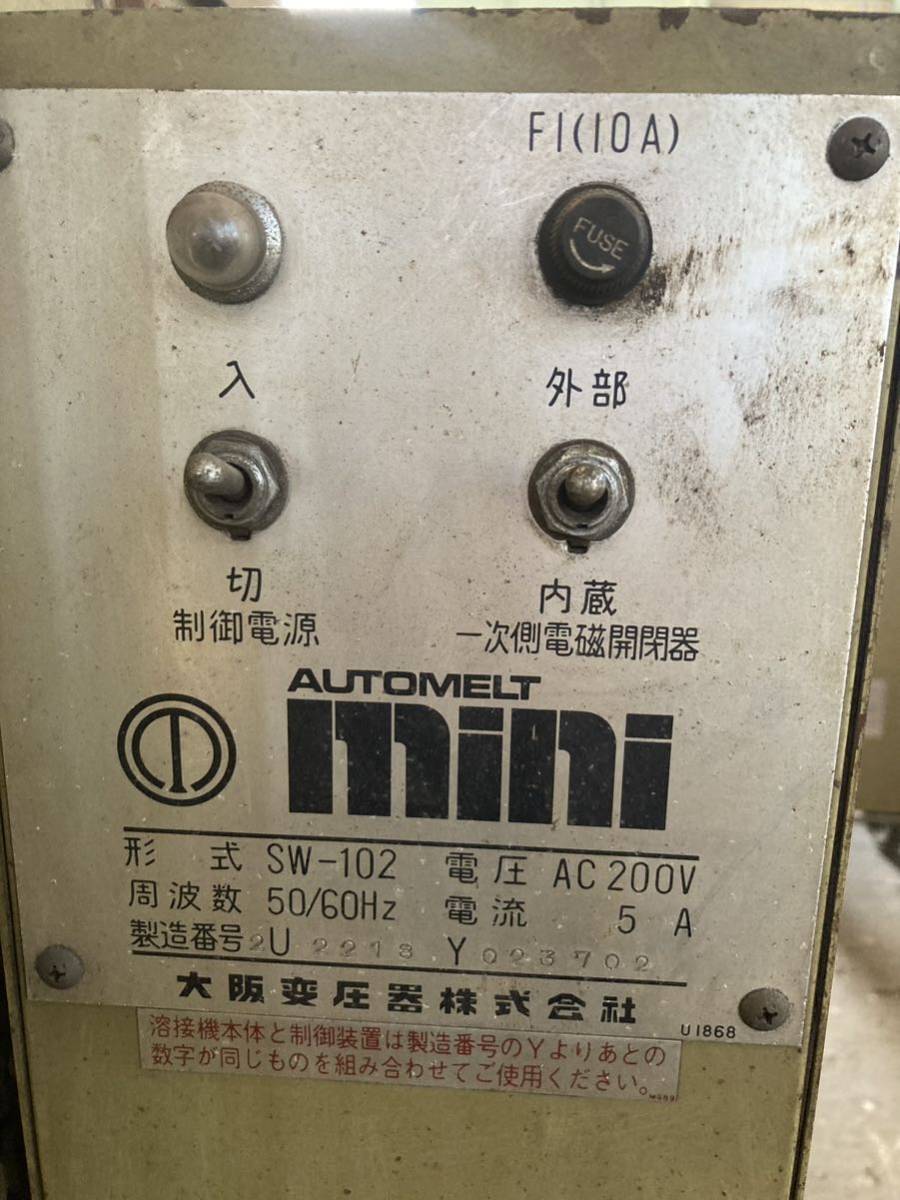 F1(10A)
FUSE
入
外部
切
内蔵
制御電源
一次側電磁開閉器
AUTOMELT
mini
形式 SW-102 電圧 AC200V
周波数 50/60Hz 電流 5 A
製造番号 2U 2213 Y023702
大阪変圧器株式会社
U1868
溶接機本体と制御装置は製造番号のYよりあとの
数字が同じものを組み合わせてご使用ください。